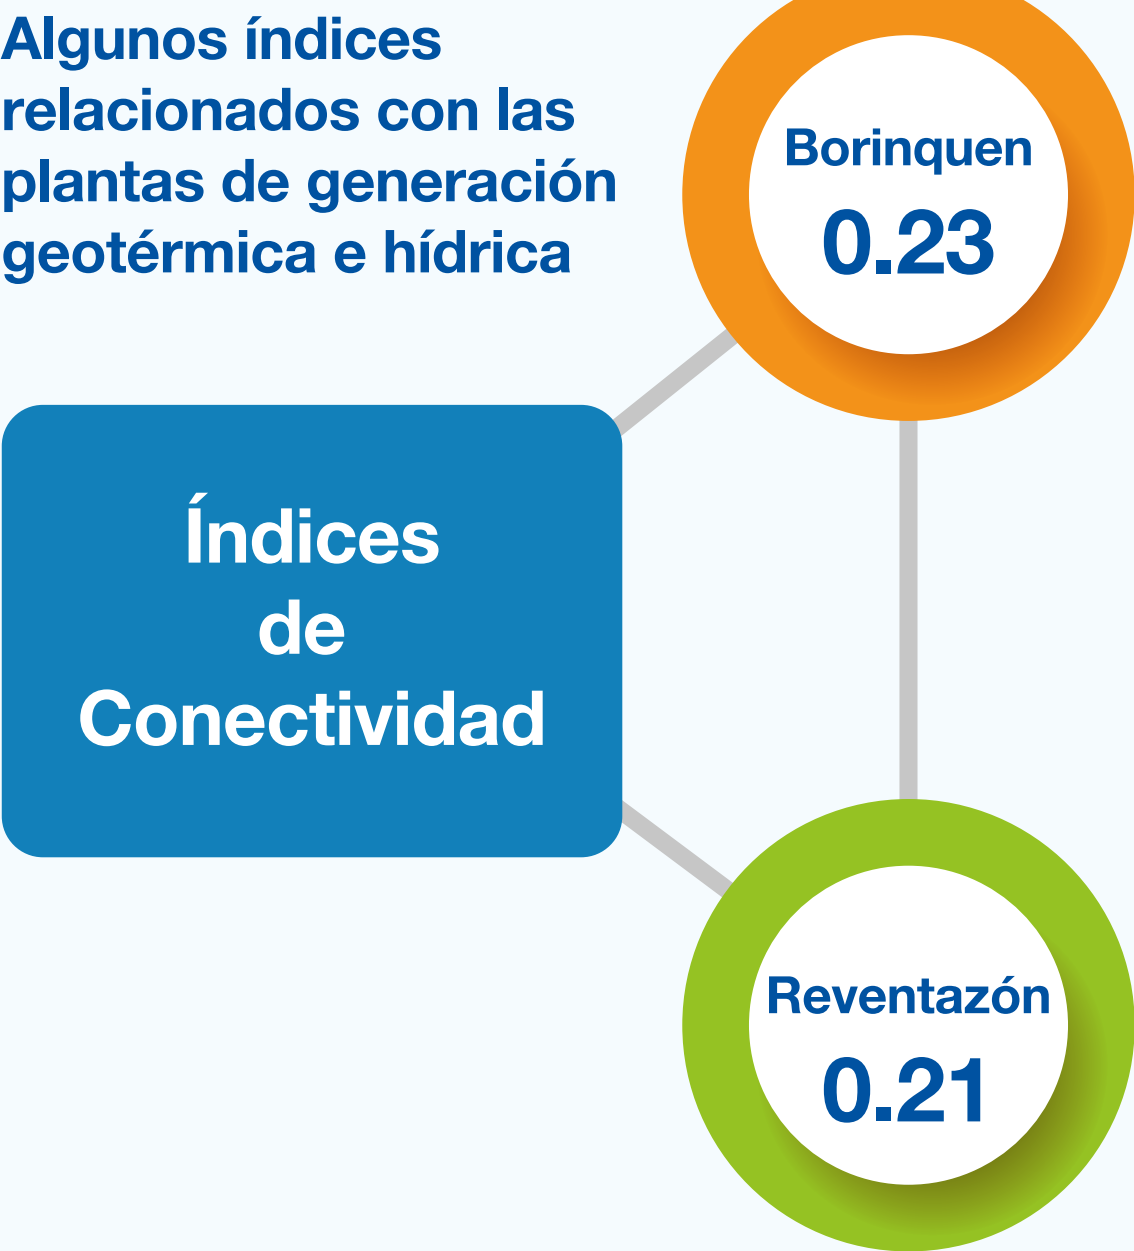 Algunos índices
relacionados con las
plantas de generación
geotérmica e hídrica
Borinquen
0.23
Índices
de
Conectividad
Reventazón
0.21